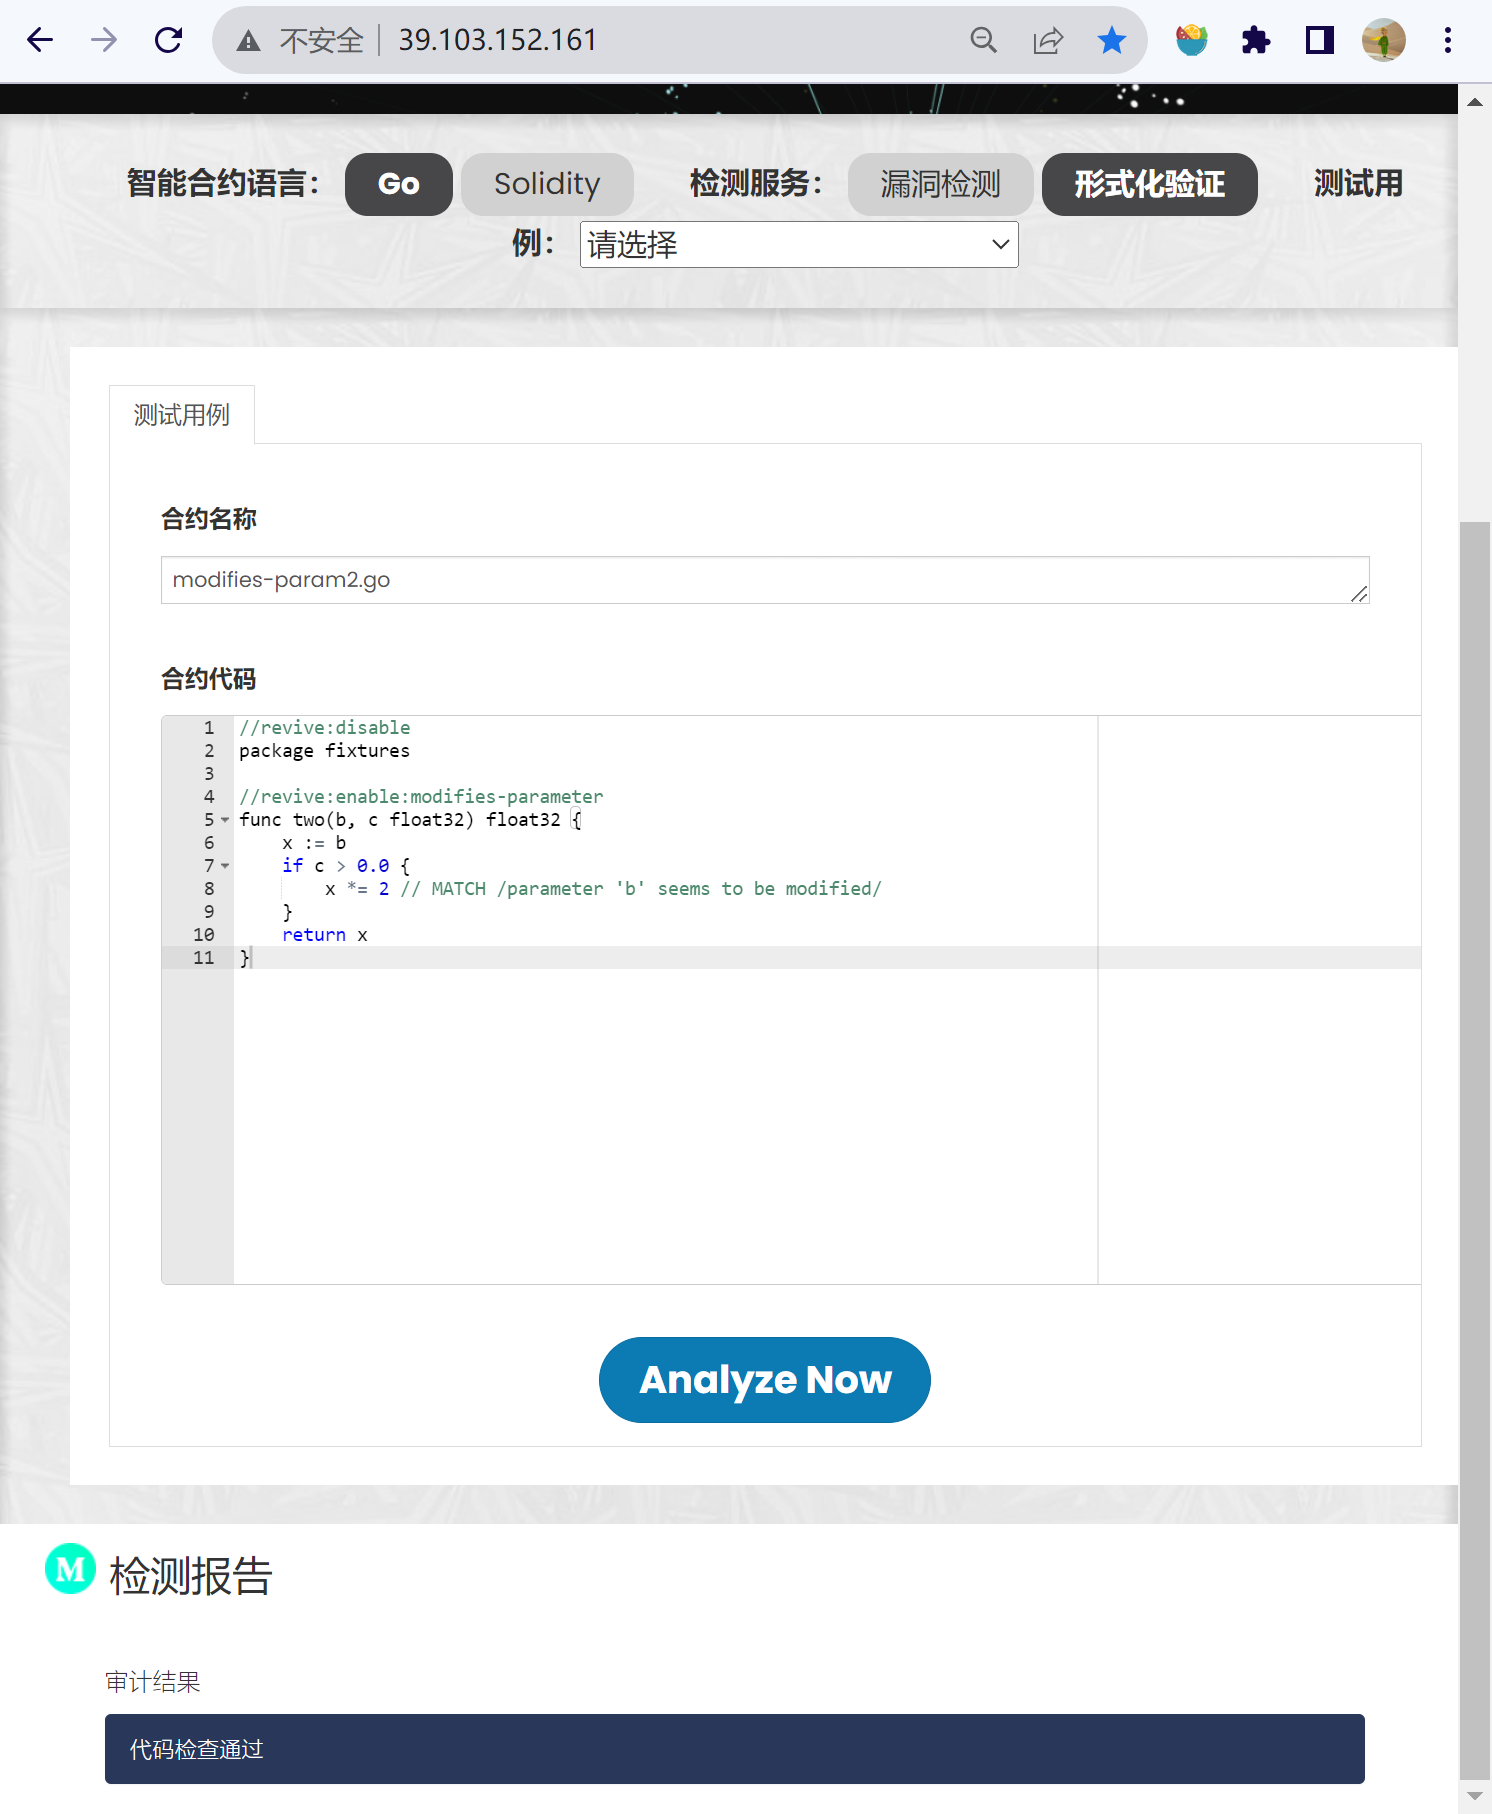 不安全 39.103.152.161
智能合约语言： Go Solidity 检测服务： 漏洞检测 形式化验证 测试用
例： 请选择
测试用例
合约名称
modifies-param2.go
合约代码
1 //revive:disable
2 package fixtures
3
4 //revive:enable:modifies-parameter
5 func two(b, c float32) float32 {
6     x := b
7     if c > 0.0 {
8         x *= 2 // MATCH /parameter 'b' seems to be modified/
9     }
10     return x
11 }
Analyze Now
M 检测报告
审计结果
代码检查通过